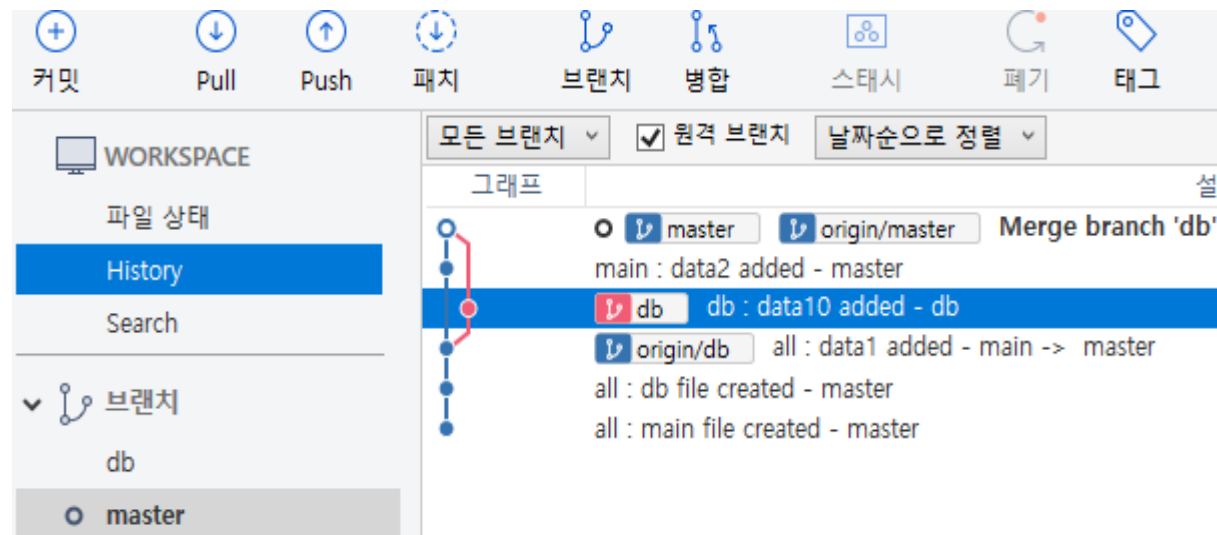 커밋 Pull Push 패치 브랜치 병합 스태시 폐기 태그
모든 브랜치 원격 브랜치 날짜순으로 정렬
WORKSPACE
파일 상태
History
Search
브랜치
db
master
그래프 설
master origin/master Merge branch 'db'
main : data2 added - master
db db : data10 added - db
origin/db all : data1 added - main -> master
all : db file created - master
all : main file created - master